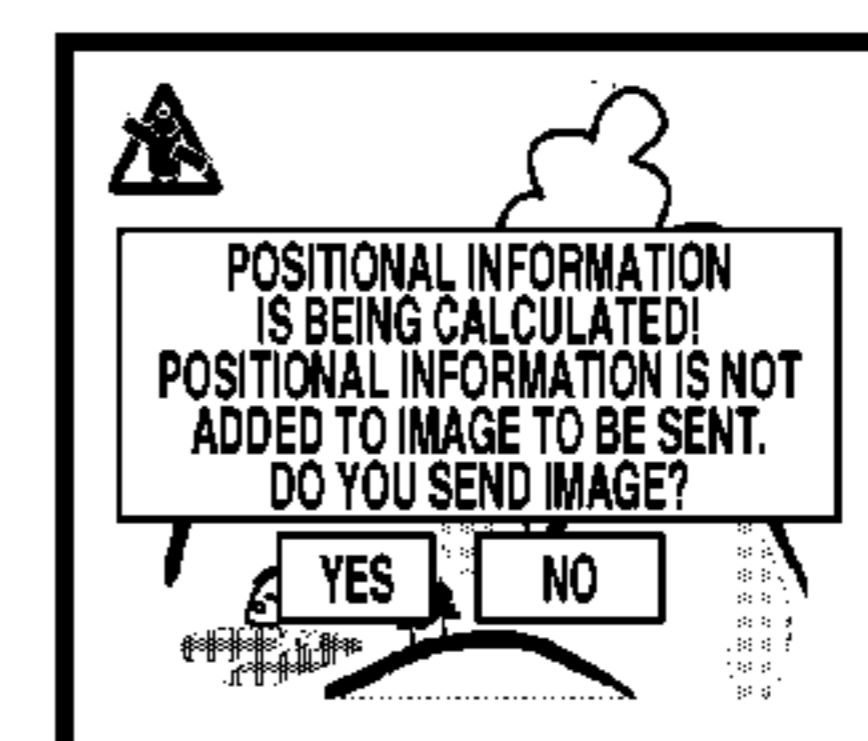 POSITIONAL INFORMATION
IS BEING CALCULATED!
POSITIONAL INFORMATION IS NOT
ADDED TO IMAGE TO BE SENT.
DO YOU SEND IMAGE?
YES NO